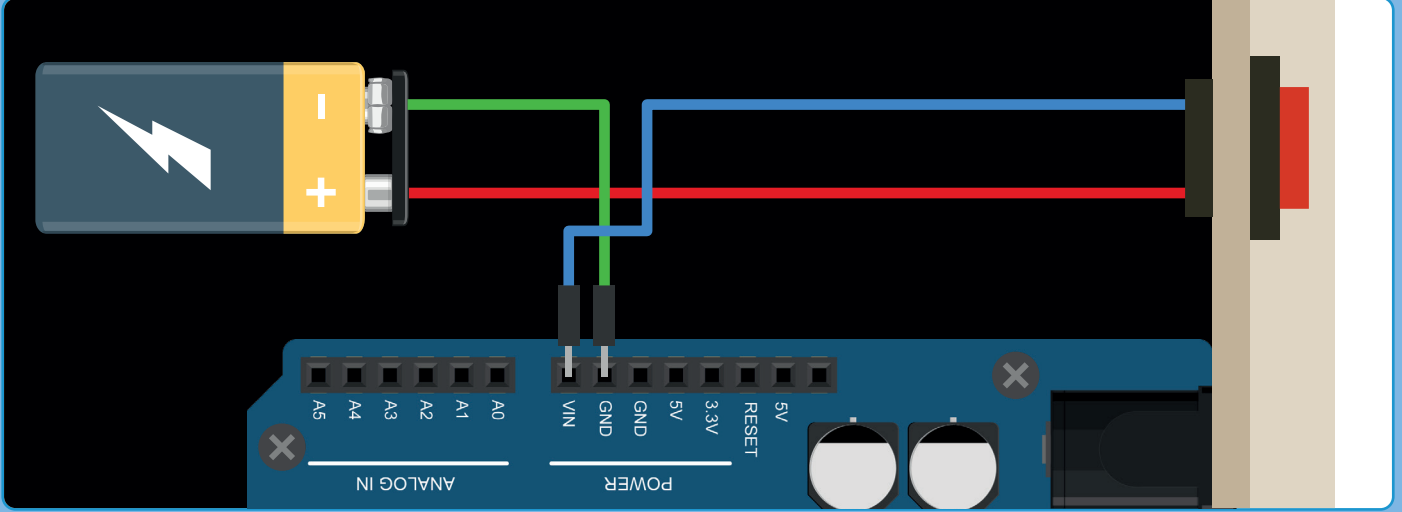 -
+
A5
A4
A3
A2
A1
A0
VIN
GND
GND
5V
3.3V
RESET
5V
ANALOG IN
POWER